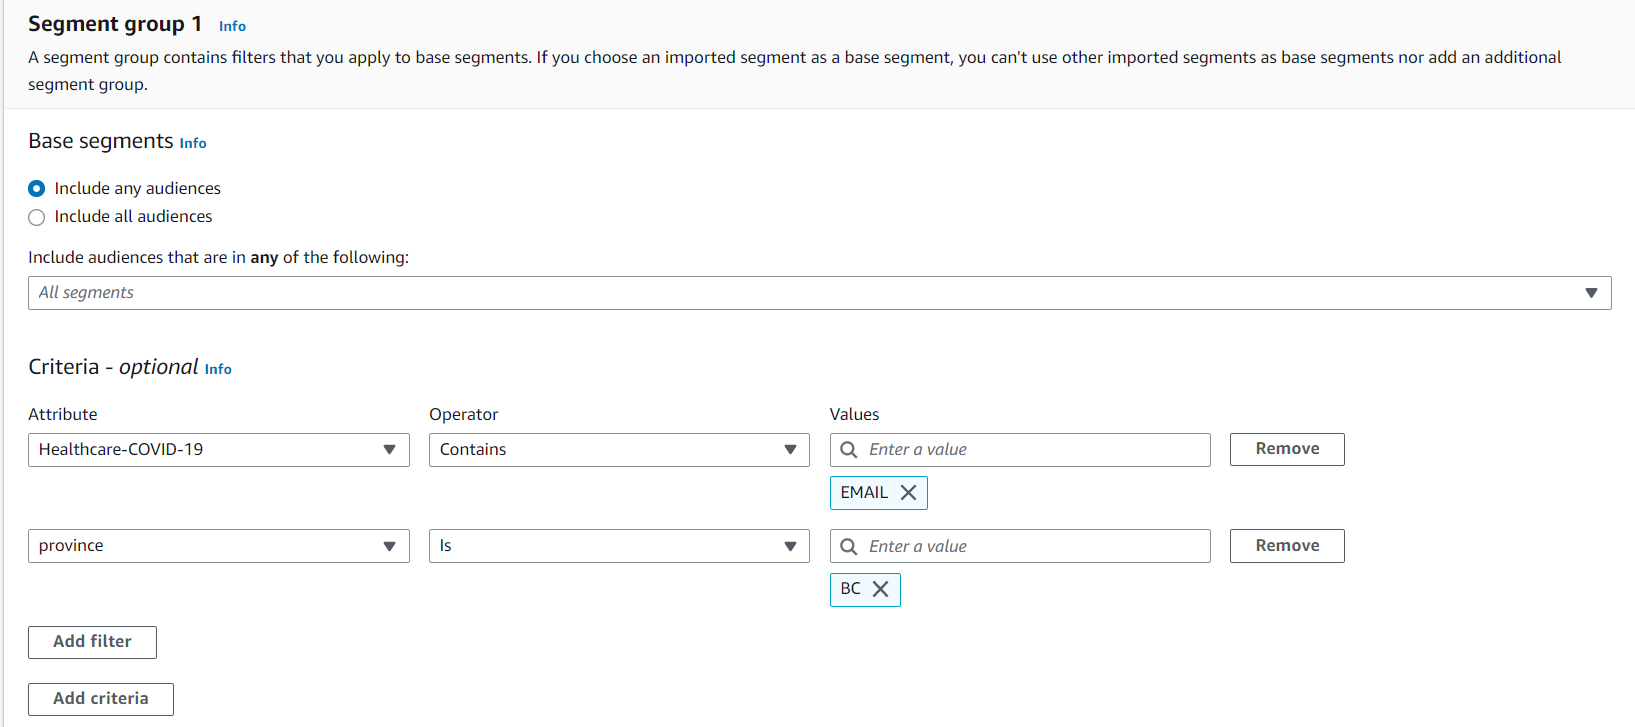 Segment group 1 Info
A segment group contains filters that you apply to base segments. If you choose an imported segment as a base segment, you can't use other imported segments as base segments nor add an additional
segment group.
Base segments Info
Include any audiences
Include all audiences
Include audiences that are in any of the following:
All segments
Criteria - optional Info
Attribute Operator Values
Healthcare-COVID-19 Contains Enter a value Remove
EMAIL
province Is Enter a value Remove
BC
Add filter
Add criteria